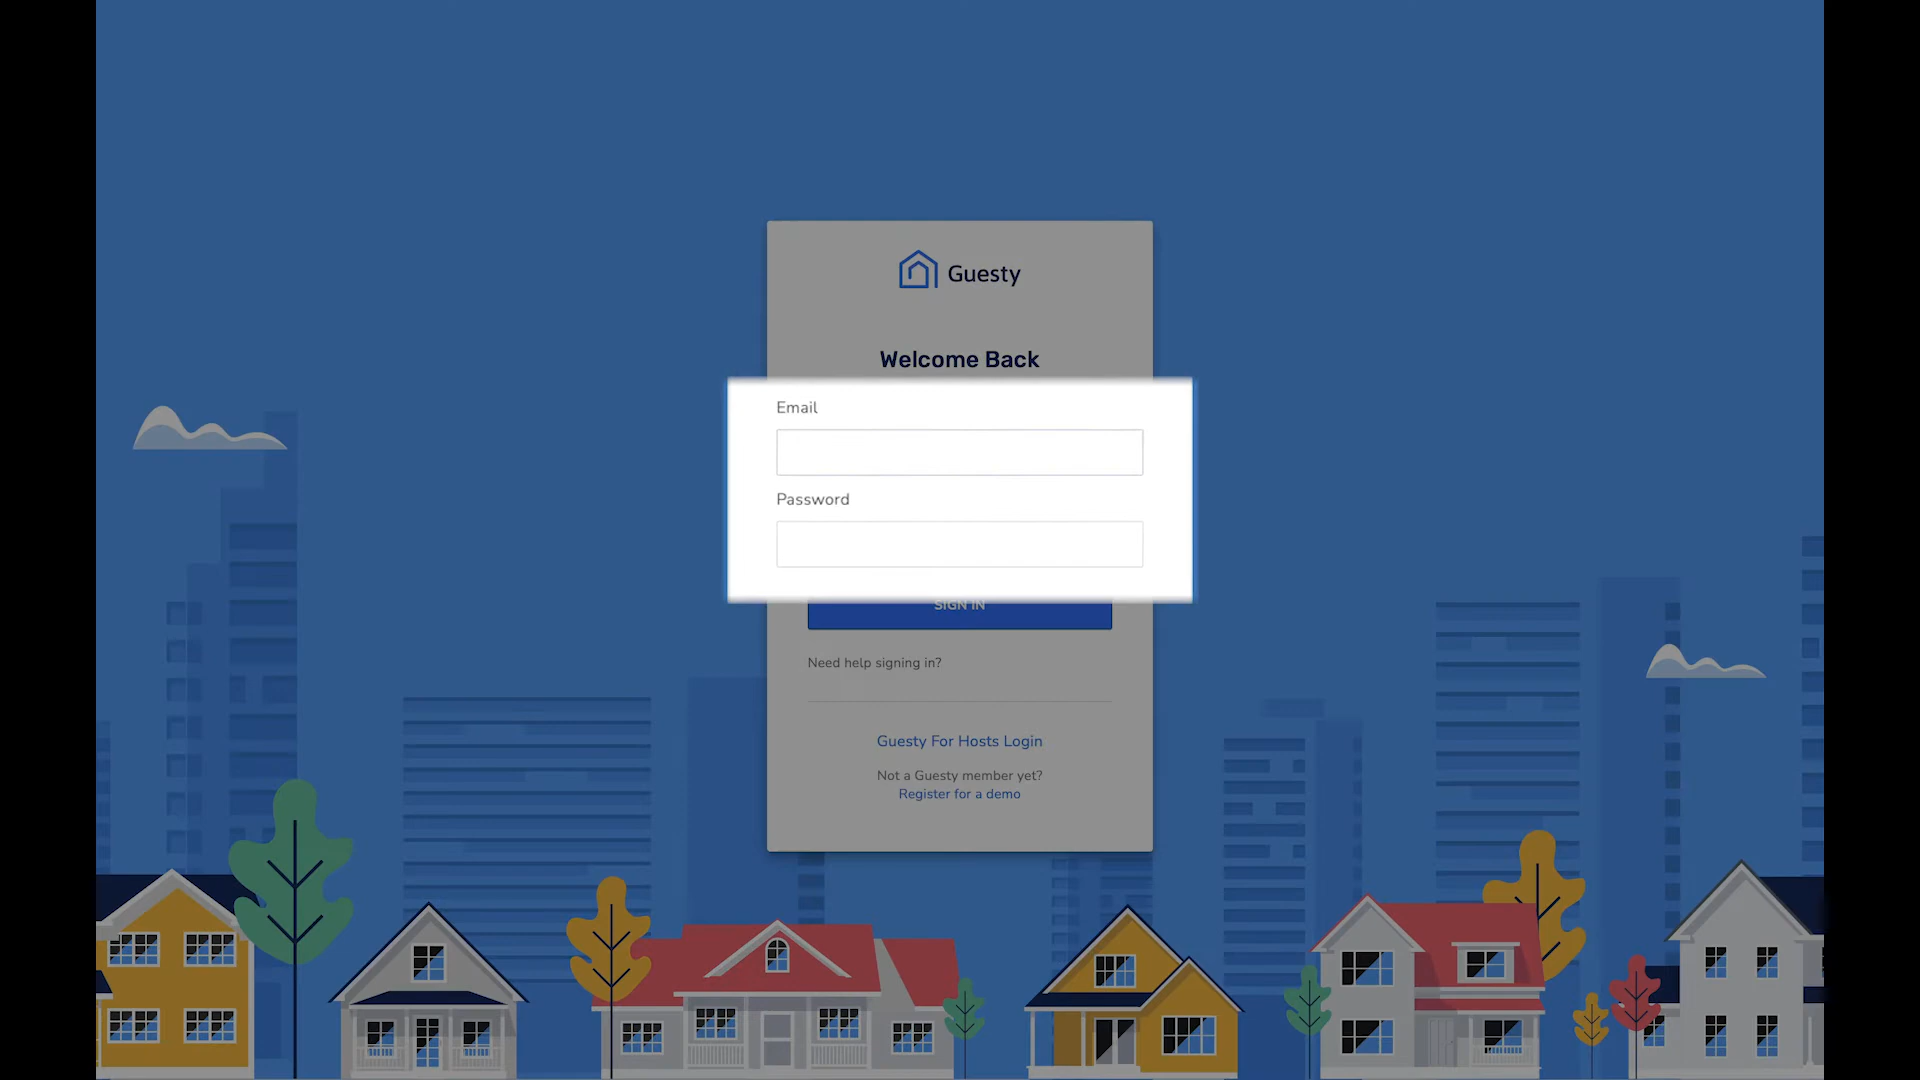 Guesty
Welcome Back
Email
Password
SIGN IN
Need help signing in?
Guesty For Hosts Login
Not a Guesty member yet?
Register for a demo